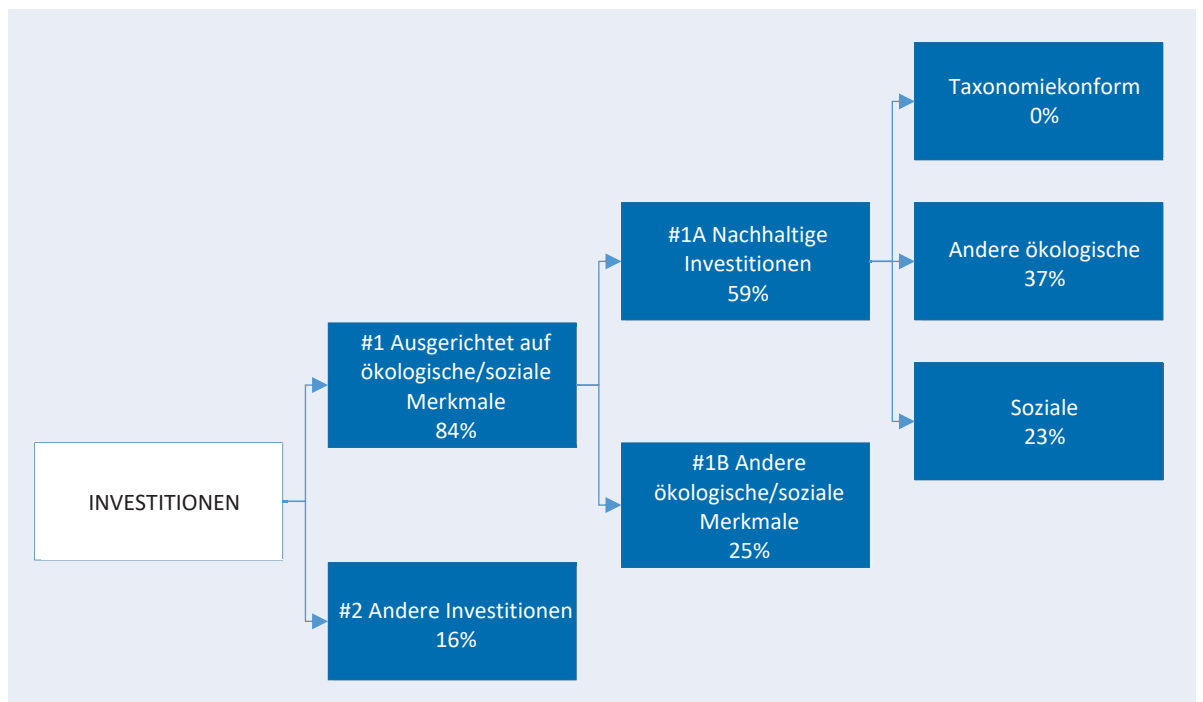 INVESTITIONEN
#1 Ausgerichtet auf
ökologische/soziale
Merkmale
84%
#2 Andere Investitionen
16%
#1A Nachhaltige
Investitionen
59%
#1B Andere
ökologische/soziale
Merkmale
25%
Taxonomiekonform
0%
Andere ökologische
37%
Soziale
23%